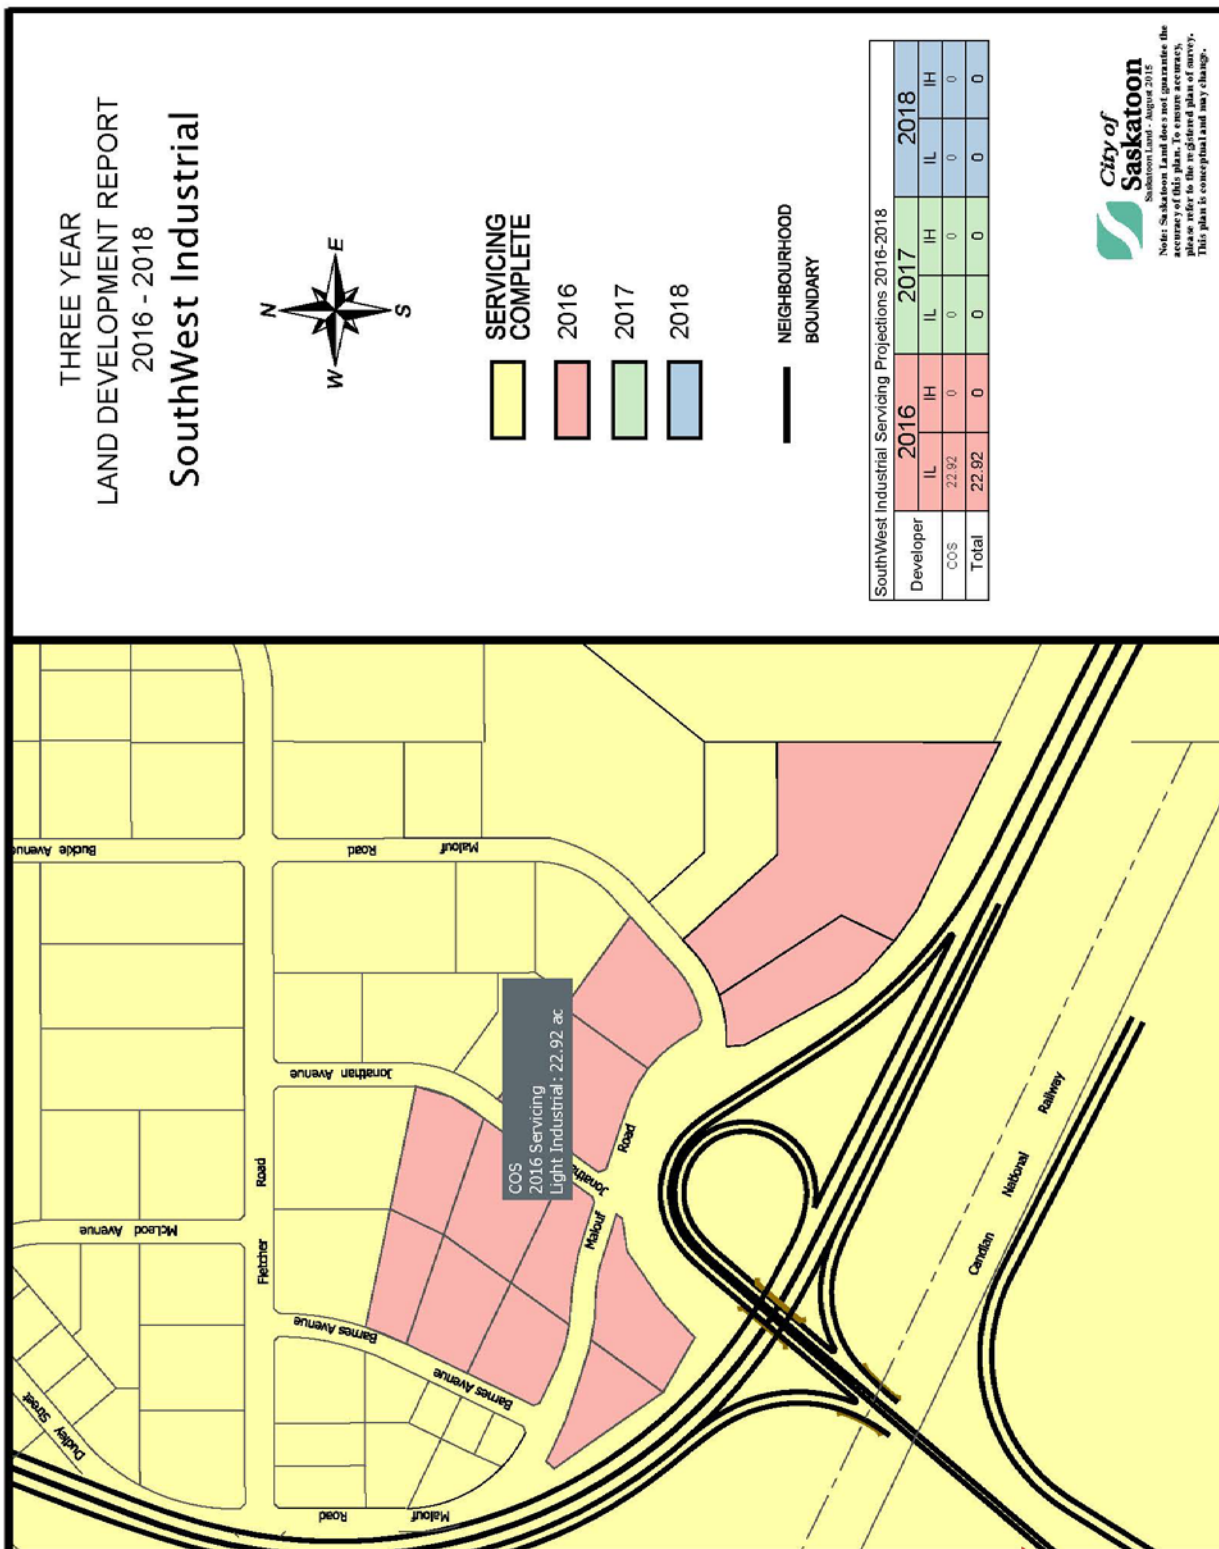 THREE YEAR
LAND DEVELOPMENT REPORT
2016 - 2018
SouthWest Industrial
N
W
E
S
SERVICING
COMPLETE
2016
2017
2018
NEIGHBOURHOOD
BOUNDARY
SouthWest Industrial Servicing Projections 2016-2018
Developer 2016 2017 2018
IL IH IL IH IL IH
COS 22.92 0 0 0 0 0
Total 22.92 0 0 0 0 0
City of
Saskatoon
Saskatoon Land - August 2015
Note: Saskatoon Land does not guarantee the
accuracy of this plan. To ensure accuracy,
please refer to the registered plan of survey.
This plan is conceptual and may change.
Dudley Street
McLeod Avenue
Buckle Avenue
Fletcher Road
Barnes Avenue
Jonathan Avenue
Malouf Road
Barnes Avenue
Malouf Road
COS
2016 Servicing
Light Industrial: 22.92 ac
Jonath
Malouf Road
Candian National Railway